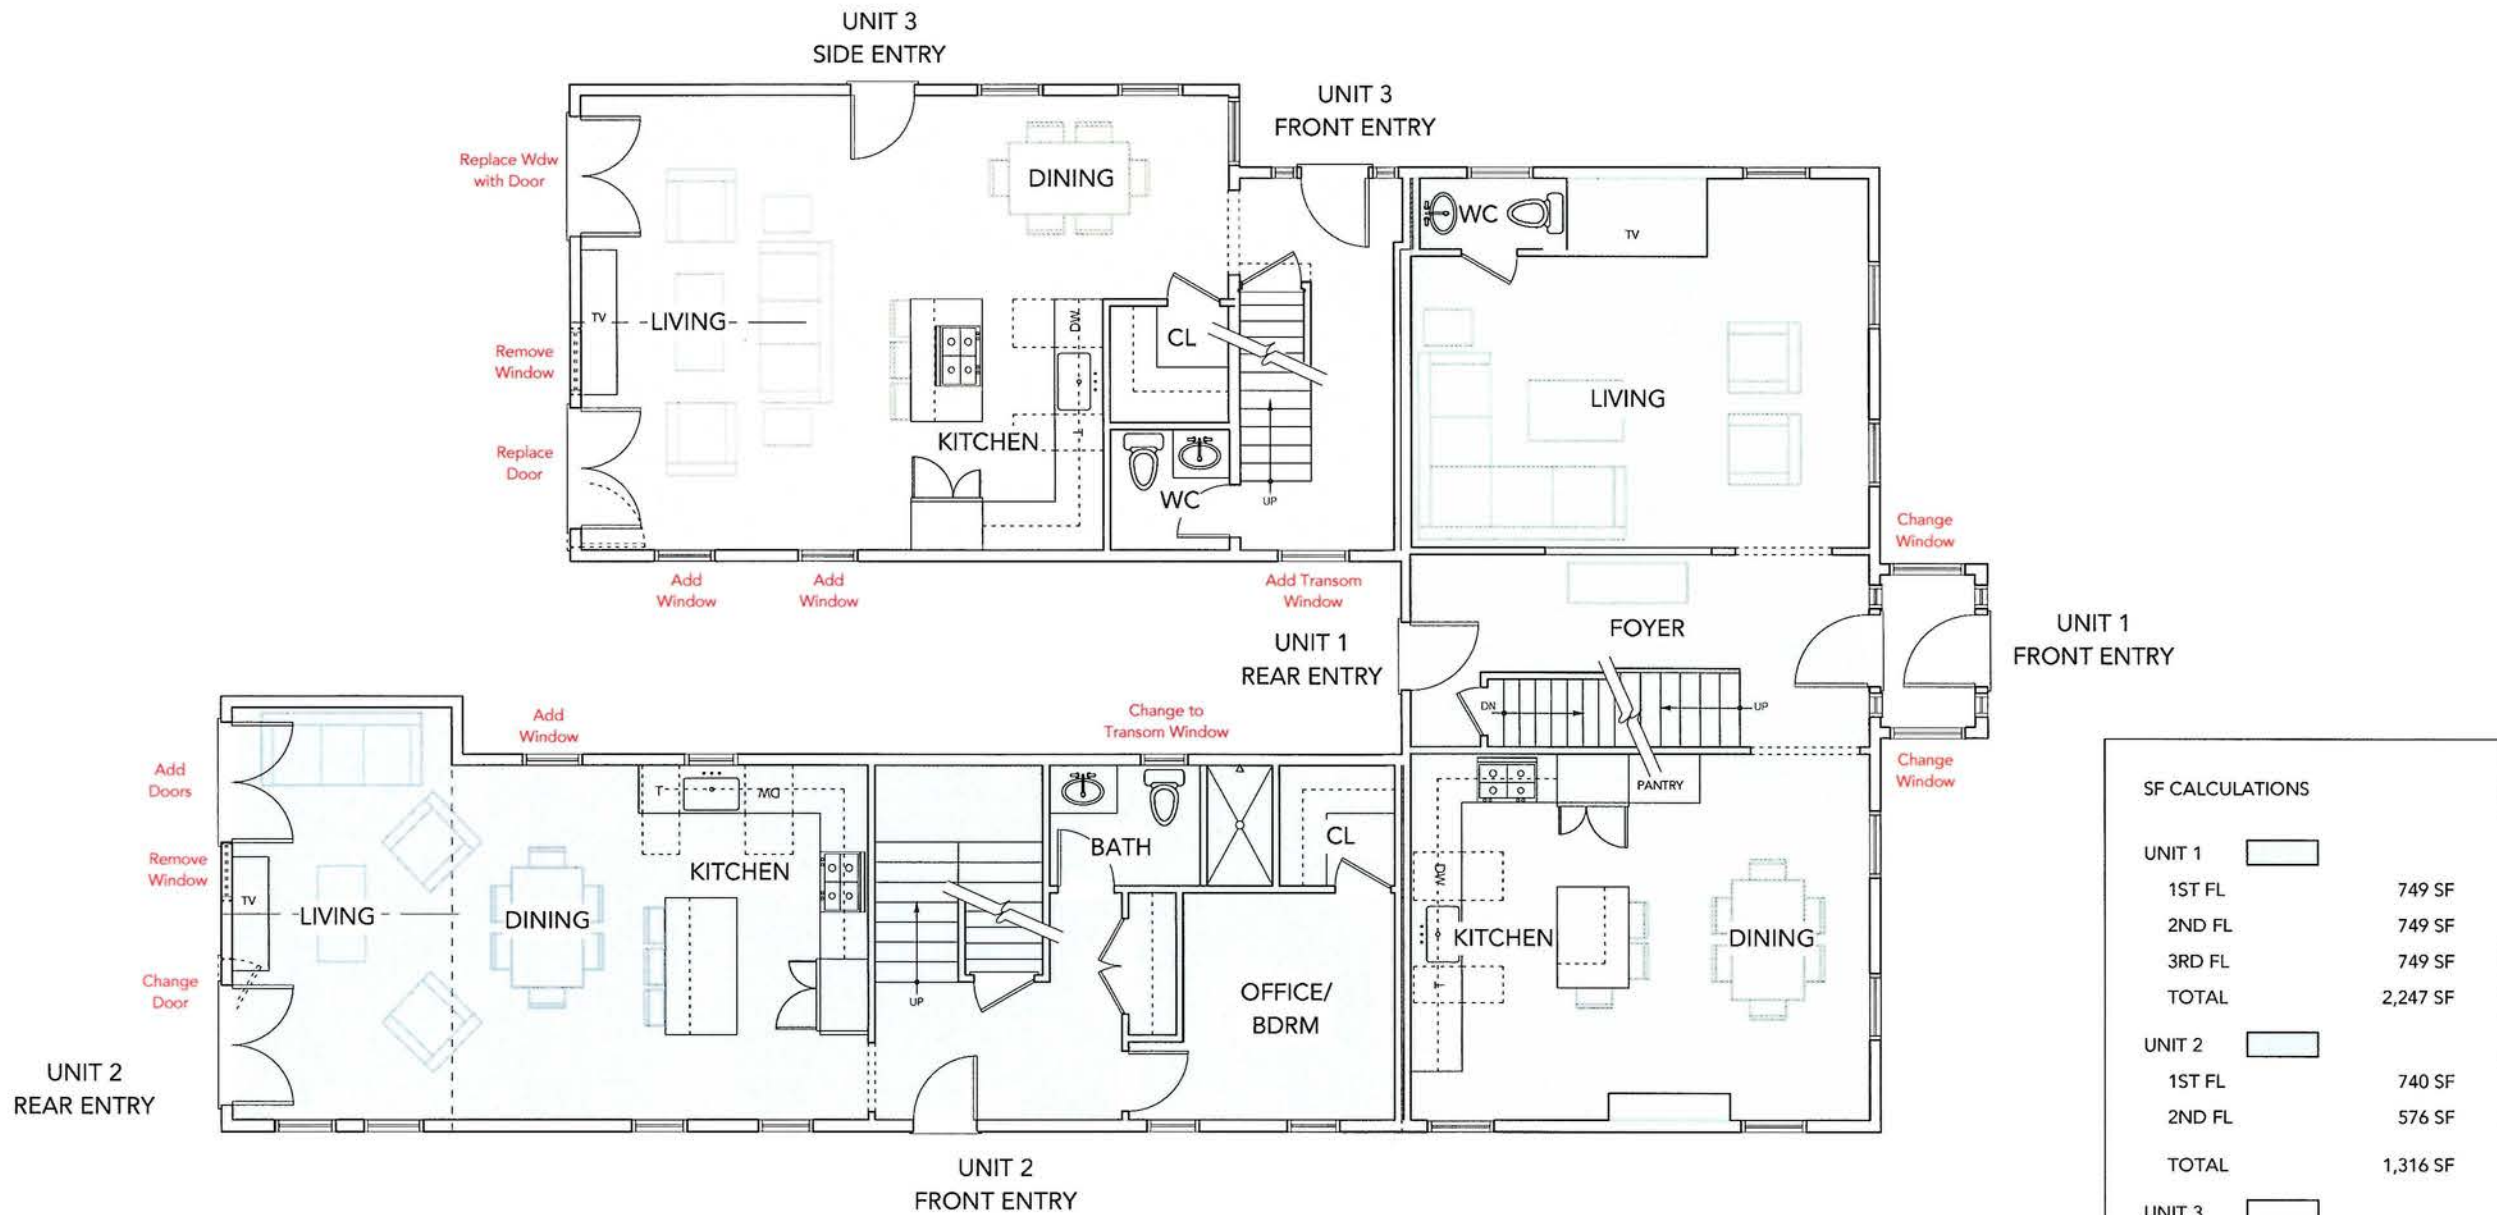 UNIT 3
SIDE ENTRY
UNIT 3
FRONT ENTRY
Replace Wdw
with Door
DINING
WC
TV
TV
LIVING
DW
CL
Remove
Window
LIVING
KITCHEN
T
Replace
Door
WC
UP
Change
Window
Add
Window
Add
Window
Add Transom
Window
UNIT 1
REAR ENTRY
FOYER
UNIT 1
FRONT ENTRY
DN
UP
Add
Window
Change to
Transom Window
Add
Doors
T
DW
PANTRY
Change
Window
Remove
Window
TV
LIVING
DINING
KITCHEN
BATH
CL
DW
KITCHEN
DINING
T
Change
Door
UP
OFFICE/
BDRM
UNIT 2
REAR ENTRY
UNIT 2
FRONT ENTRY
SF CALCULATIONS
UNIT 1
1ST FL 749 SF
2ND FL 749 SF
3RD FL 749 SF
TOTAL 2,247 SF
UNIT 2
1ST FL 740 SF
2ND FL 576 SF
TOTAL 1,316 SF
UNIT 3